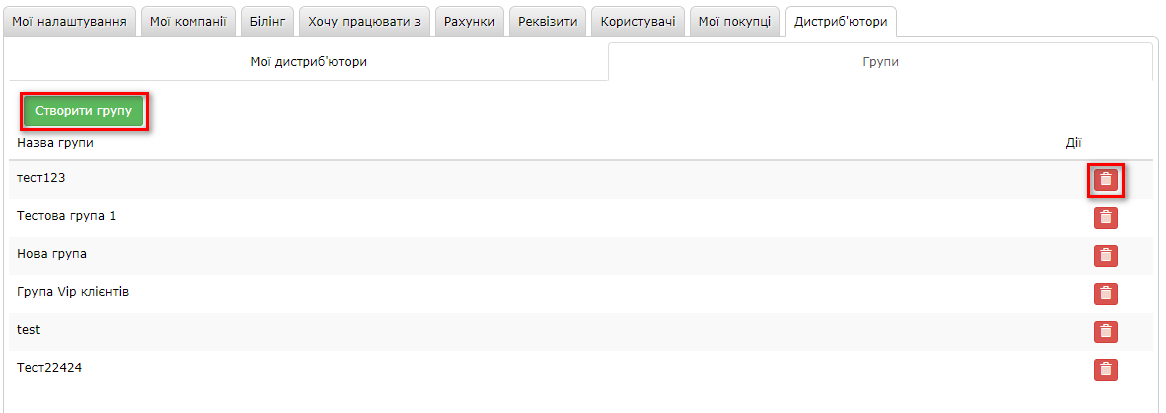 Мої налаштування Мої компанії Білінг Хочу працювати з Рахунки Реквізити Користувачі Мої покупці Дистриб'ютори
Мої дистриб'ютори Групи
Створити групу
Назва групи Дії
тест123
Тестова група 1
Нова група
Група Vip клієнтів
test
Тест22424